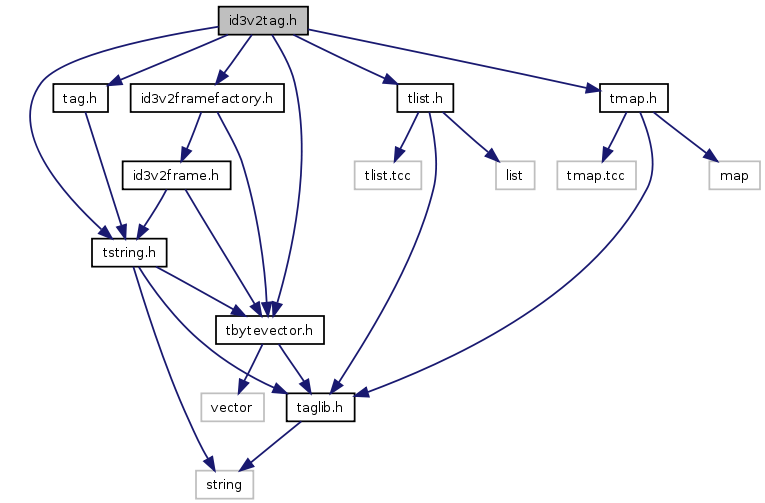 id3v2tag.h
tag.h
id3v2framefactory.h
tlist.h
tmap.h
id3v2frame.h
tlist.tcc
list
tmap.tcc
map
tstring.h
tbytevector.h
vector
taglib.h
string